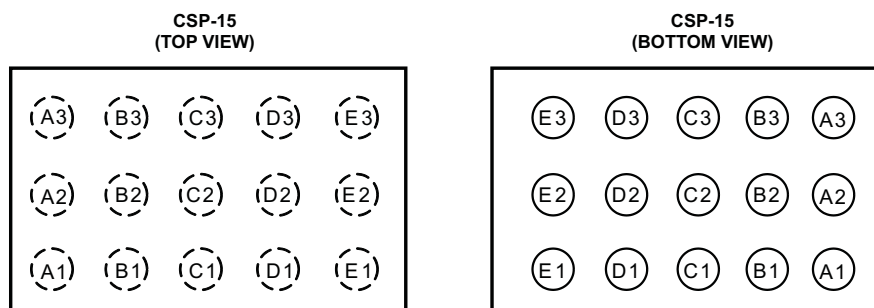 CSP-15
(TOP VIEW)
A3 B3 C3 D3 E3
A2 B2 C2 D2 E2
A1 B1 C1 D1 E1
CSP-15
(BOTTOM VIEW)
E3 D3 C3 B3 A3
E2 D2 C2 B2 A2
E1 D1 C1 B1 A1